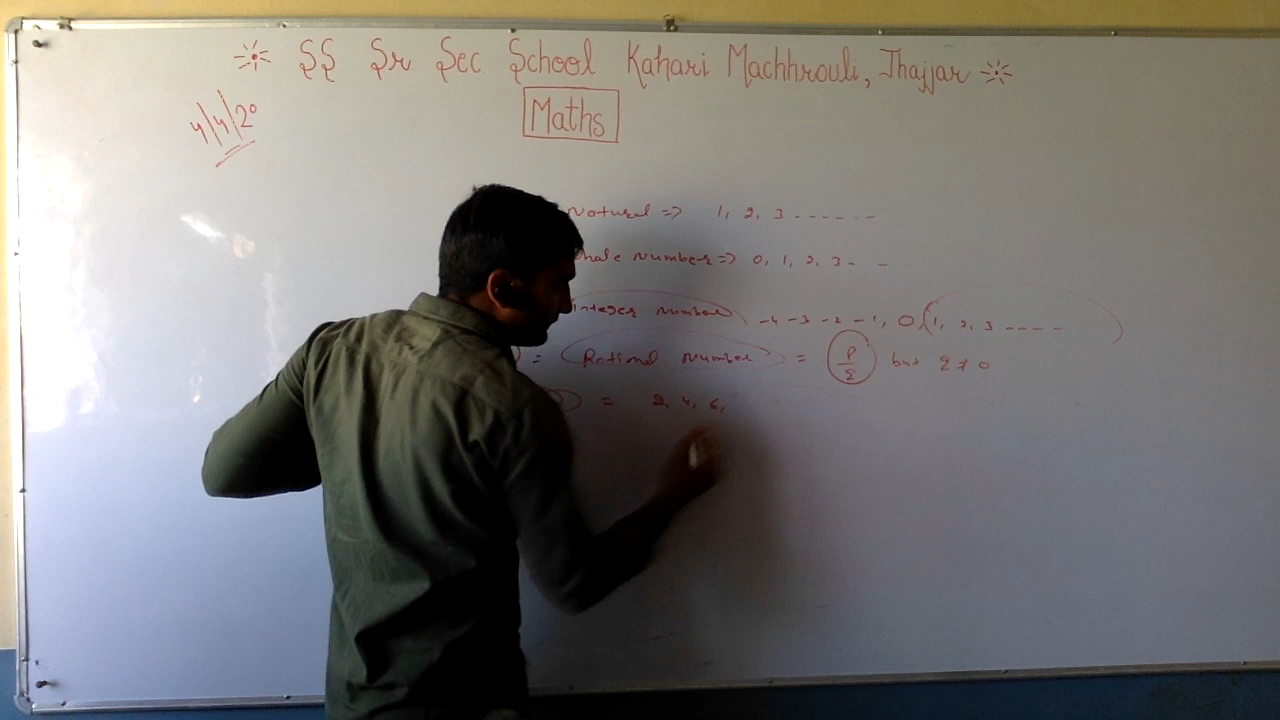 SS Sr Sec School Kahari Machhrouli, Jhajjar
4/4/20
Maths
Natural => 1, 2, 3 - - - - - -
hole Number => 0, 1, 2, 3 - -
integer number -4 -3 -2 -1, 0, 1, 2, 3 - - - -
= Rational Number = P/q but q ≠ 0
= 2, 4, 6,